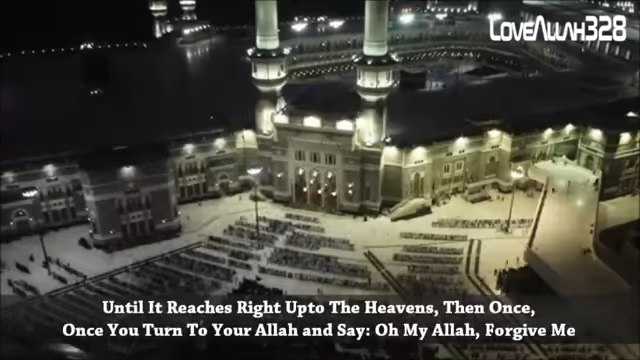 LoveAllah328
Until It Reaches Right Upto The Heavens, Then Once,
Once You Turn To Your Allah and Say: Oh My Allah, Forgive Me